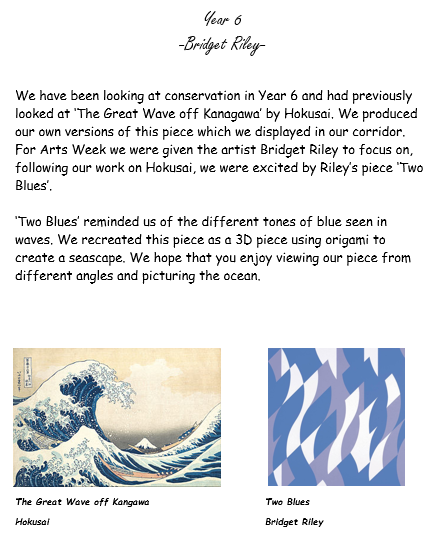 Year 6
-Bridget Riley-
We have been looking at conservation in Year 6 and had previously
looked at 'The Great Wave off Kanagawa' by Hokusai. We produced
our own versions of this piece which we displayed in our corridor.
For Arts Week we were given the artist Bridget Riley to focus on,
following our work on Hokusai, we were excited by Riley's piece 'Two
Blues'.
'Two Blues' reminded us of the different tones of blue seen in
waves. We recreated this piece as a 3D piece using origami to
create a seascape. We hope that you enjoy viewing our piece from
different angles and picturing the ocean.
The Great Wave off Kangawa
Hokusai
Two Blues
Bridget Riley